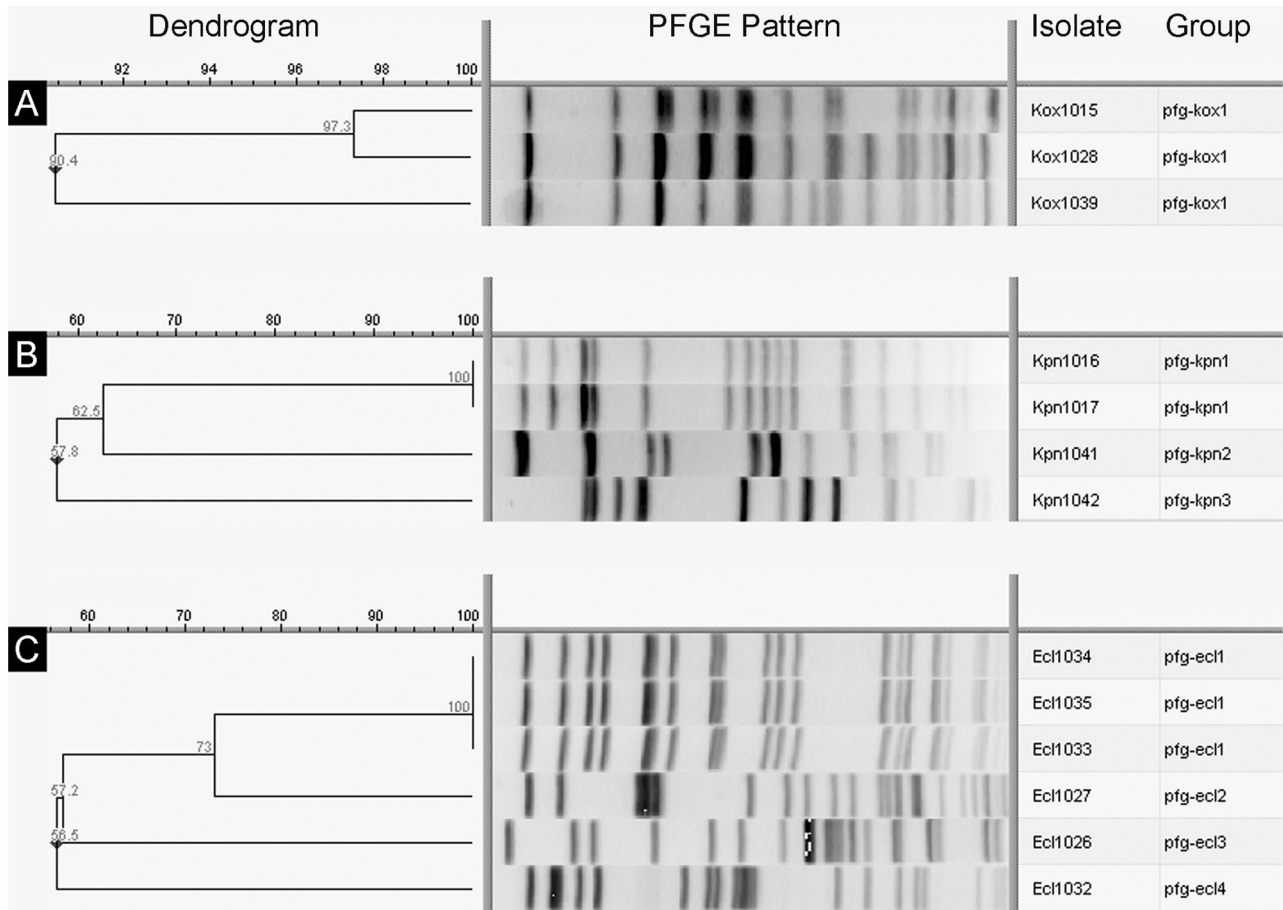 Dendrogram PFGE Pattern Isolate Group
92 94 96 98 100
A
97.3 Kox1015 pfg-kox1
90.4 Kox1028 pfg-kox1
Kox1039 pfg-kox1
60 70 80 90 100
B
100 Kpn1016 pfg-kpn1
62.5 Kpn1017 pfg-kpn1
57.8 Kpn1041 pfg-kpn2
Kpn1042 pfg-kpn3
60 70 80 90 100
C
Ecl1034 pfg-ecl1
100 Ecl1035 pfg-ecl1
73 Ecl1033 pfg-ecl1
57.2 Ecl1027 pfg-ecl2
56.5 Ecl1026 pfg-ecl3
Ecl1032 pfg-ecl4